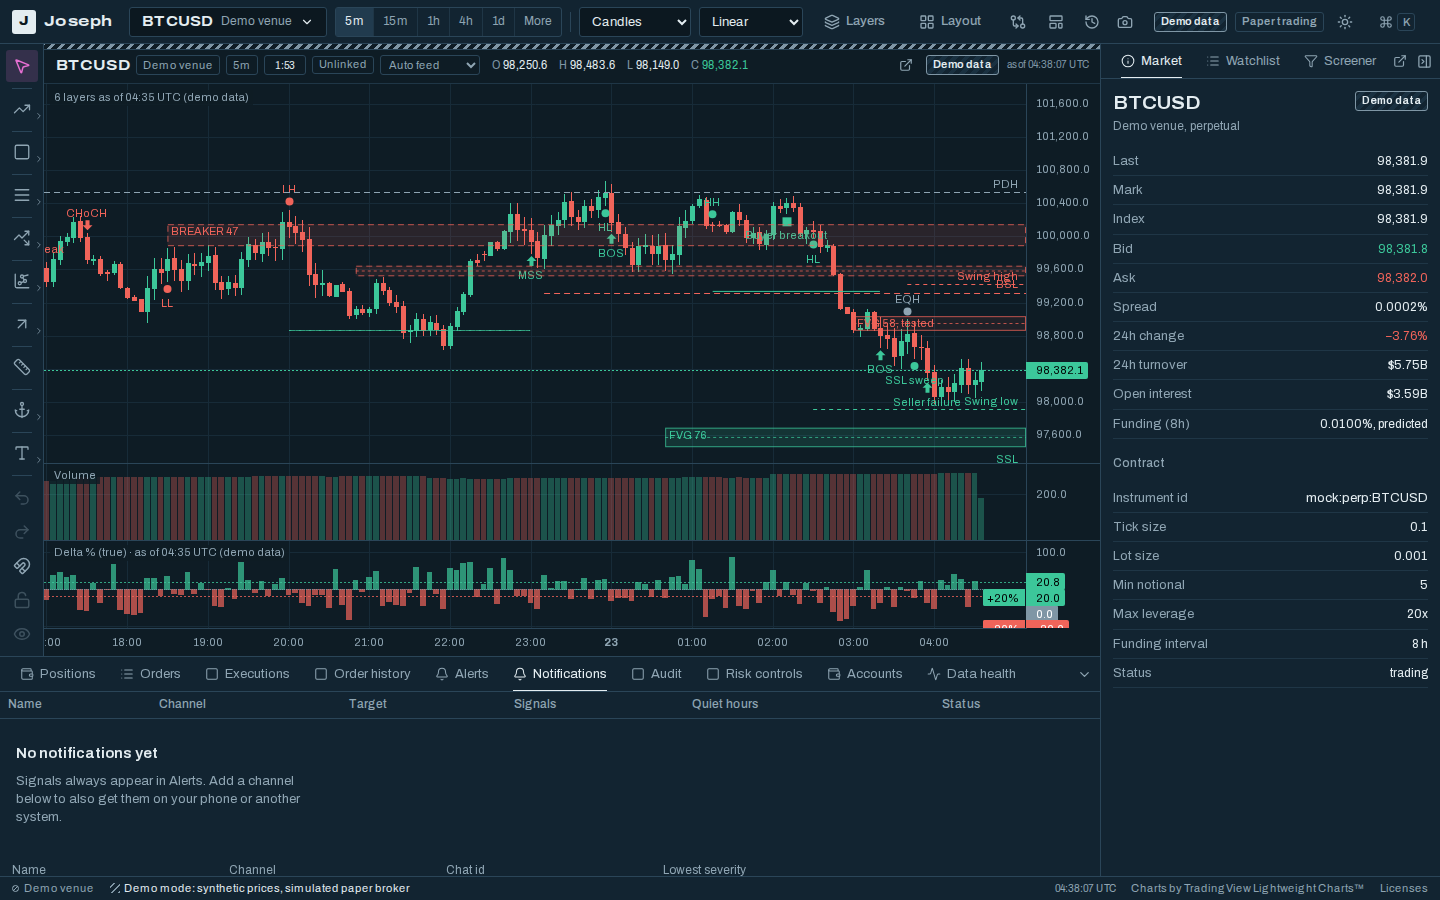 J Joseph BTCUSD Demo venue 5m 15m 1h 4h 1d More Candles Linear Layers Layout Demo data Paper trading ⌘ K
BTCUSD Demo venue 5m 1:53 Unlinked Auto feed O 98,250.6 H 98,483.6 L 98,149.0 C 98,382.1 Demo data as of 04:38:07 UTC
6 layers as of 04:35 UTC (demo data)
101,600.0
101,200.0
100,800.0
100,400.0
100,000.0
99,600.0
99,200.0
98,800.0
98,382.1
98,000.0
97,600.0
PDH
LH
CHoCH
BREAKER 47
HL
BOS
MSS
HL
LL
Swing high
BSL
EQH
BOS
SSL sweep
Seller failure Swing low
FVG 76
SSL
Volume
200.0
Delta % (true) · as of 04:35 UTC (demo data)
100.0
20.8
+20% 20.0
0.0
:00 18:00 19:00 20:00 21:00 22:00 23:00 23 01:00 02:00 03:00 04:00
Positions Orders Executions Order history Alerts Notifications Audit Risk controls Accounts Data health
Name Channel Target Signals Quiet hours Status
No notifications yet
Signals always appear in Alerts. Add a channel
below to also get them on your phone or another
system.
Name Channel Chat id Lowest severity
Market Watchlist Screener
BTCUSD Demo data
Demo venue, perpetual
Last 98,381.9
Mark 98,381.9
Index 98,381.9
Bid 98,381.8
Ask 98,382.0
Spread 0.0002%
24h change −3.76%
24h turnover $5.75B
Open interest $3.59B
Funding (8h) 0.0100%, predicted
Contract
Instrument id mock:perp:BTCUSD
Tick size 0.1
Lot size 0.001
Min notional 5
Max leverage 20x
Funding interval 8 h
Status trading
Demo venue Demo mode: synthetic prices, simulated paper broker 04:38:07 UTC Charts by TradingView Lightweight Charts™ Licenses